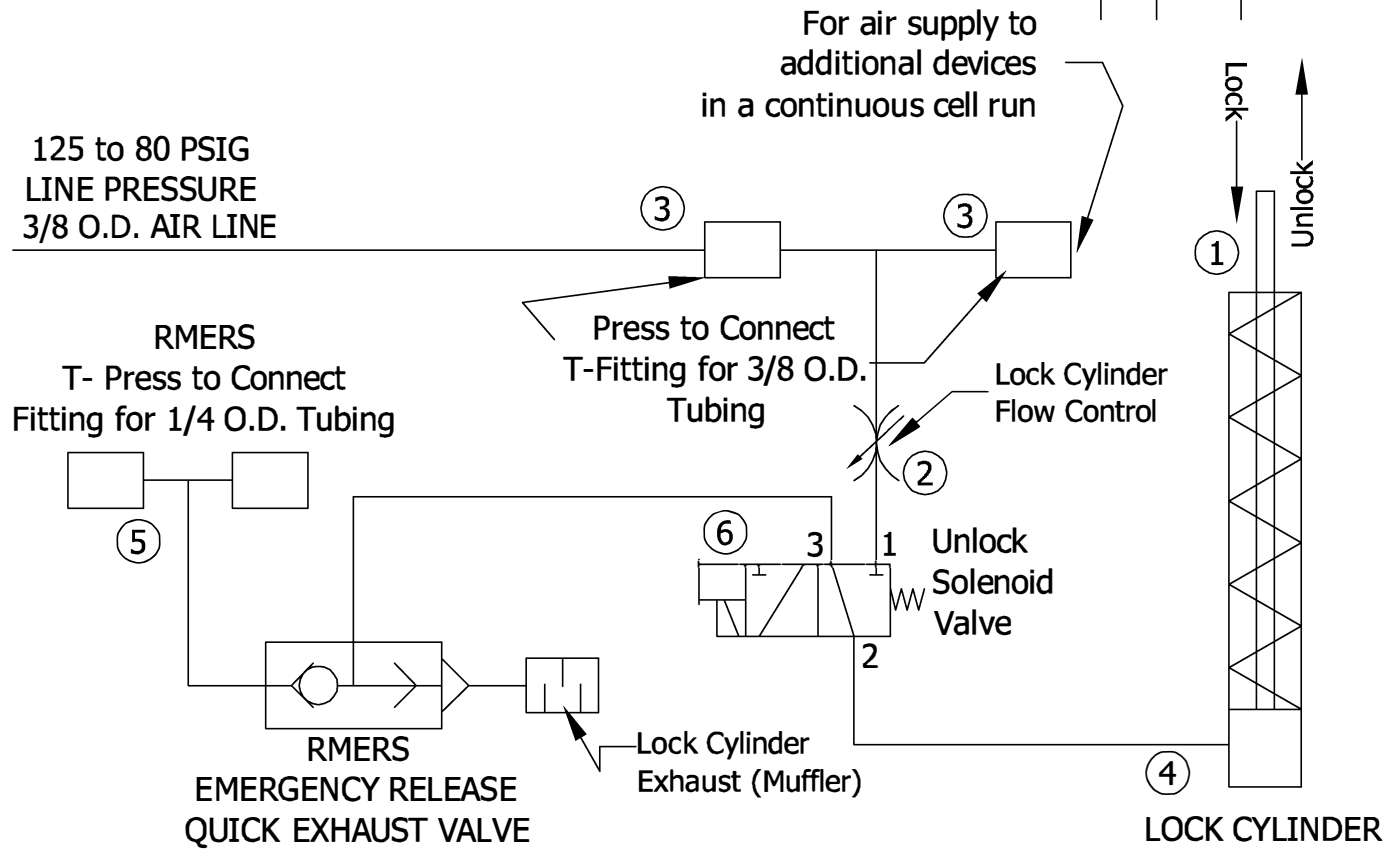 For air supply to
additional devices
in a continuous cell run
Lock
Unlock
125 to 80 PSIG
LINE PRESSURE
3/8 O.D. AIR LINE
3
3
1
RMERS
T- Press to Connect
Fitting for 1/4 O.D. Tubing
Press to Connect
T-Fitting for 3/8 O.D.
Tubing
Lock Cylinder
Flow Control
2
5
6
3
1
Unlock
Solenoid
Valve
2
RMERS
EMERGENCY RELEASE
QUICK EXHAUST VALVE
Lock Cylinder
Exhaust (Muffler)
4
LOCK CYLINDER